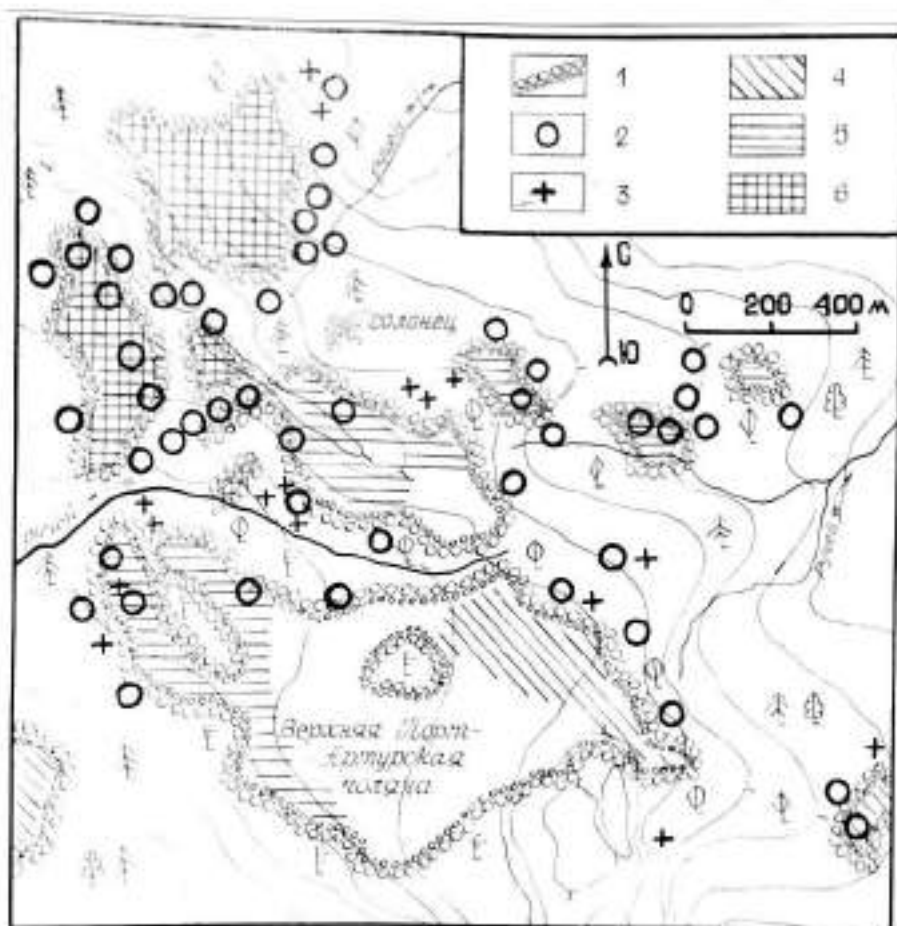 1
4
2
5
3
6
С
Ю
0 200 400 м
солонец
Верхняя Порт-
Артурская
поляна